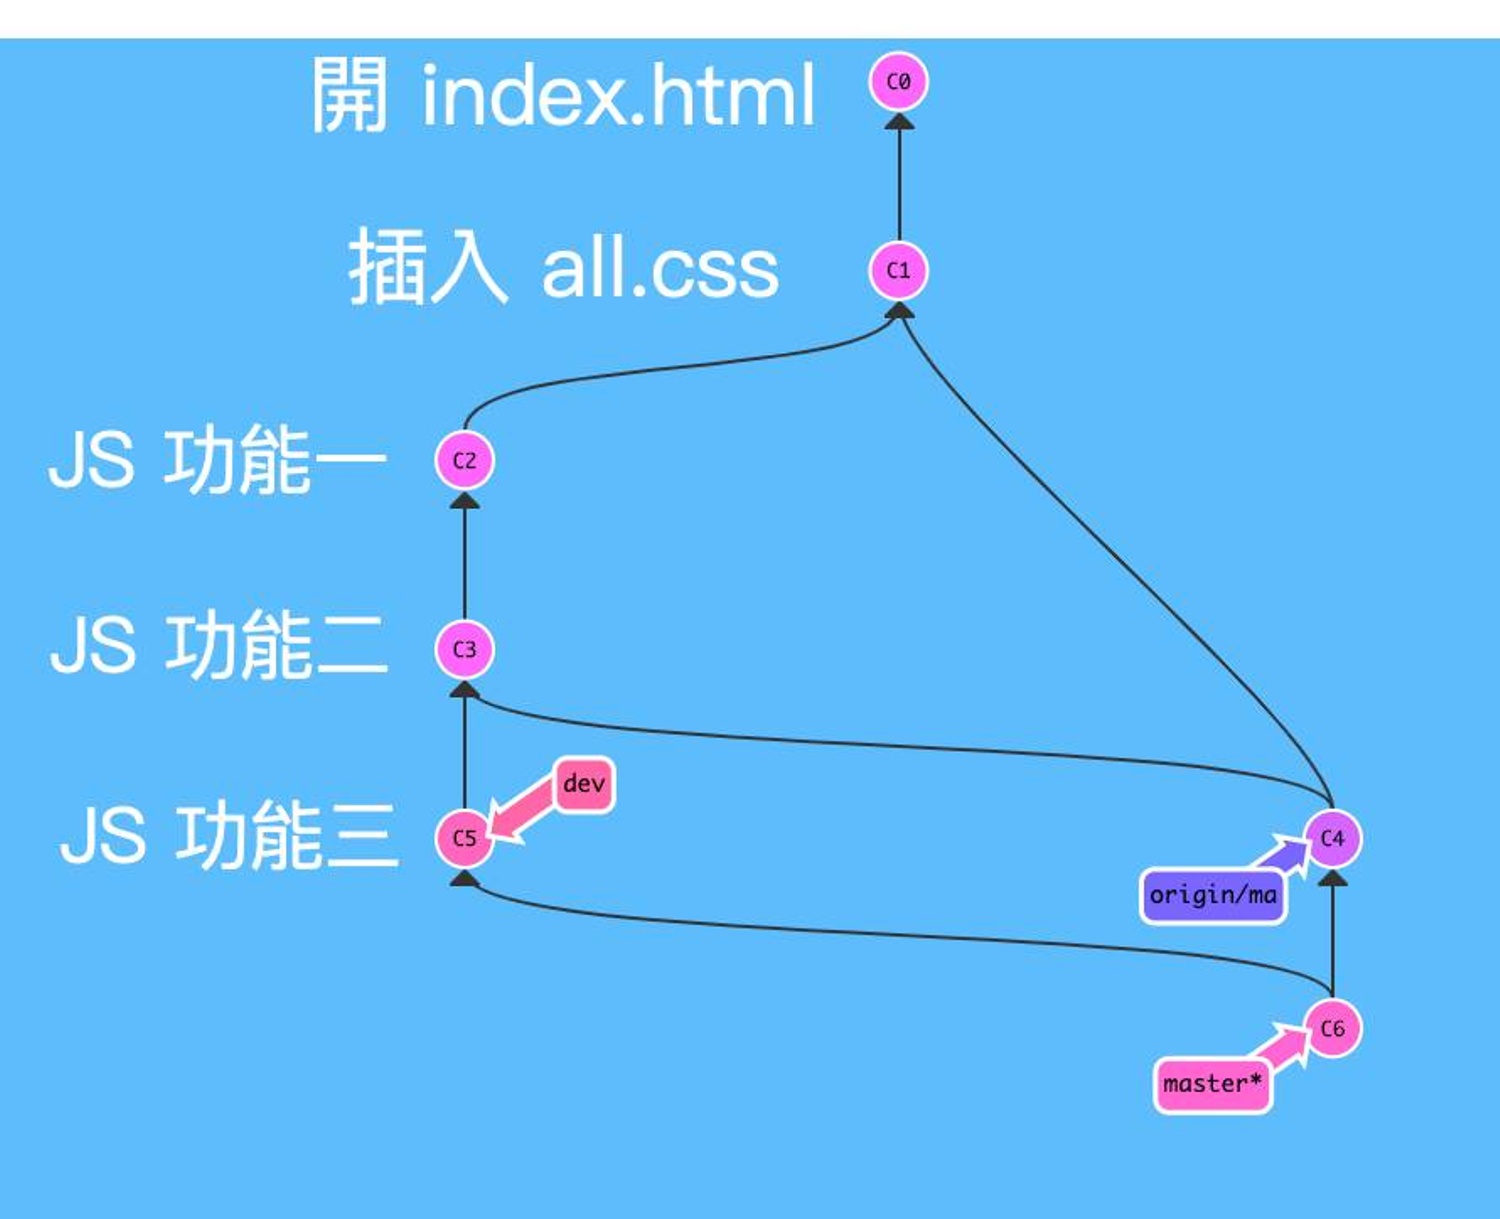 開 index.html
C0
插入 all.css
C1
JS 功能一
C2
JS 功能二
C3
dev
JS 功能三
C5
C4
origin/ma
C6
master*